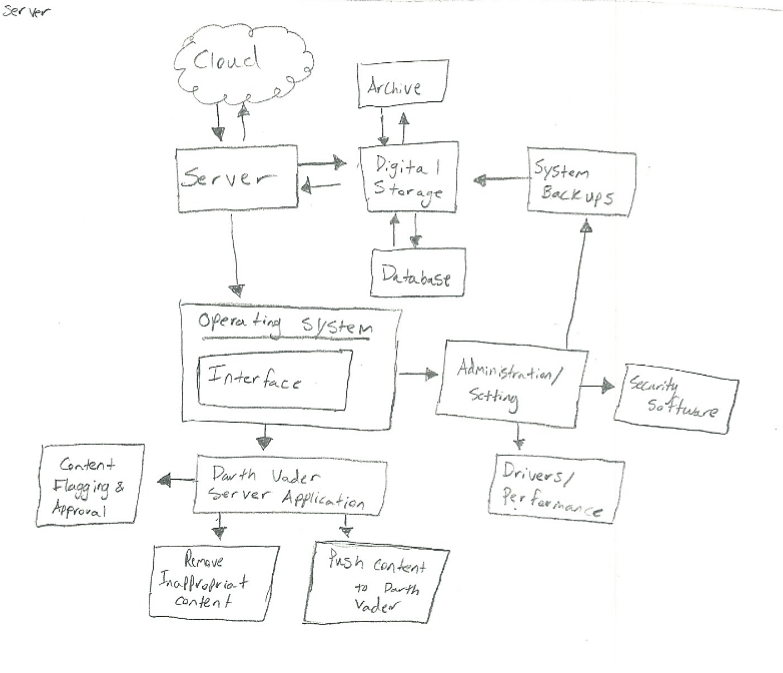 Server
Cloud
Archive
Server
Digital
Storage
System
Backups
Database
Operating System
Interface
Administration/
Setting
Security
Software
Content
Flagging &
Approval
Darth Vader
Server Application
Drivers/
Performance
Remove
Inappropriat
content
Push content
to Darth
Vader